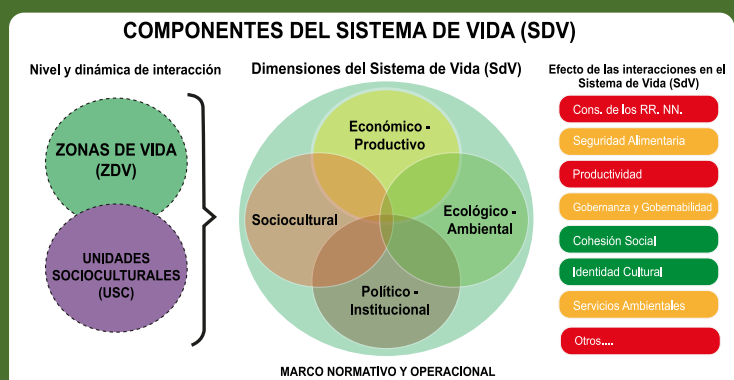 COMPONENTES DEL SISTEMA DE VIDA (SDV)
Nivel y dinámica de interacción
ZONAS DE VIDA
(ZDV)
UNIDADES
SOCIOCULTURALES
(USC)
Dimensiones del Sistema de Vida (SdV)
Económico -
Productivo
Sociocultural
Ecológico -
Ambiental
Político -
Institucional
MARCO NORMATIVO Y OPERACIONAL
Efecto de las interacciones en el
Sistema de Vida (SdV)
Cons. de los RR. NN.
Seguridad Alimentaria
Productividad
Gobernanza y Gobernabilidad
Cohesión Social
Identidad Cultural
Servicios Ambientales
Otros....